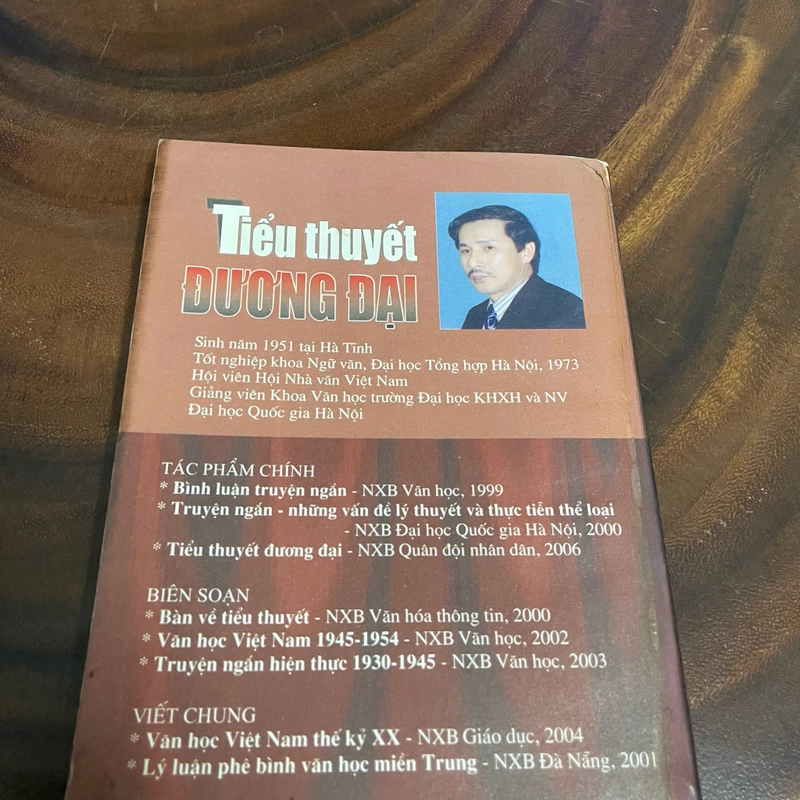 Tiểu thuyết
ĐƯƠNG ĐẠI
Sinh năm 1951 tại Hà Tĩnh
Tốt nghiệp khoa Ngữ văn, Đại học Tổng hợp Hà Nội, 1973
Hội viên Hội Nhà văn Việt Nam
Giảng viên Khoa Văn học trường Đại học KHXH và NV
Đại học Quốc gia Hà Nội
TÁC PHẨM CHÍNH
* Bình luận truyện ngắn - NXB Văn học, 1999
* Truyện ngắn - những vấn đề lý thuyết và thực tiễn thể loại
- NXB Đại học Quốc gia Hà Nội, 2000
* Tiểu thuyết đương đại - NXB Quân đội nhân dân, 2006
BIÊN SOẠN
* Bàn về tiểu thuyết - NXB Văn hóa thông tin, 2000
* Văn học Việt Nam 1945-1954 - NXB Văn học, 2002
* Truyện ngắn hiện thực 1930-1945 - NXB Văn học, 2003
VIẾT CHUNG
* Văn học Việt Nam thế kỷ XX - NXB Giáo dục, 2004
* Lý luận phê bình văn học miền Trung - NXB Đà Nẵng, 2001